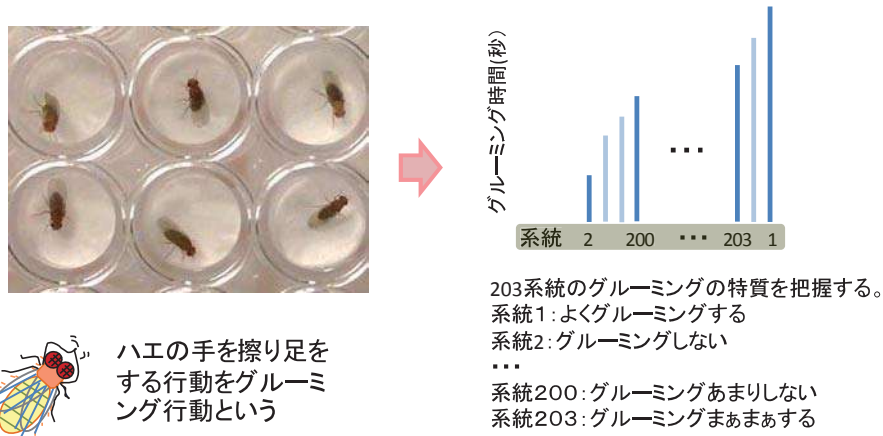 グルーミング時間(秒)
・・・
系統 2 200 ・・・ 203 1
ハエの手を擦り足を
する行動をグルーミ
ング行動という
203系統のグルーミングの特質を把握する。
系統1：よくグルーミングする
系統2：グルーミングしない
・・・
系統200：グルーミングあまりしない
系統203：グルーミングまぁまぁする